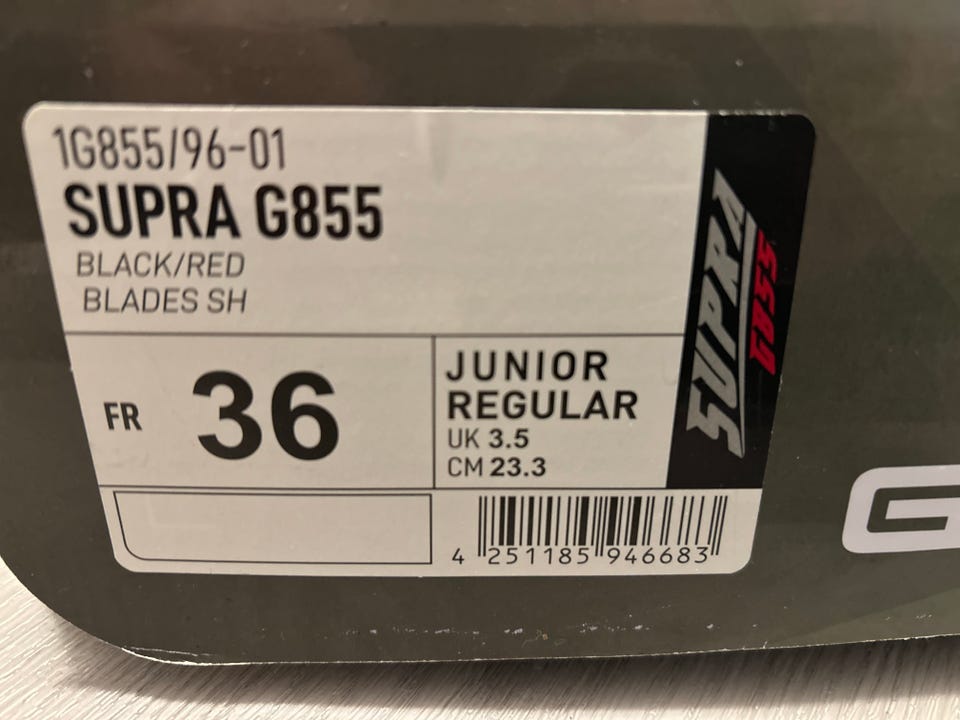 1G855/96-01
SUPRA G855
BLACK/RED
BLADES SH
FR 36
JUNIOR
REGULAR
UK 3.5
CM 23.3
4 251185 946683
SUPRA
G855
G